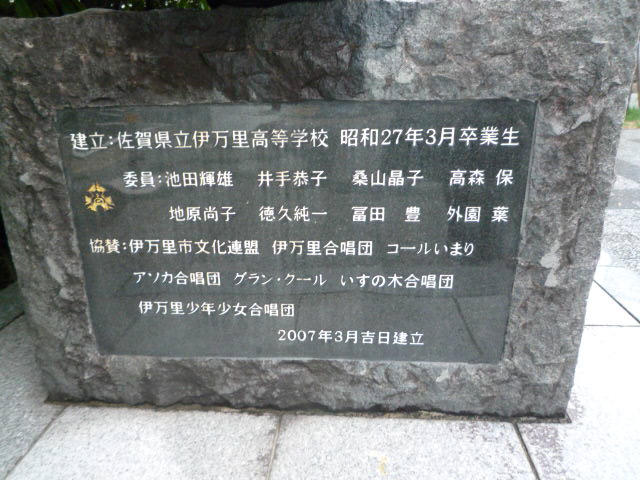 建立:佐賀県立伊万里高等学校 昭和27年3月卒業生
委員:池田輝雄 井手恭子 桑山晶子 高森 保
地原尚子 徳久純一 冨田 豊 外園 葉
協賛:伊万里市文化連盟 伊万里合唱団 コールいまり
アソカ合唱団 グラン・クール いすの木合唱団
伊万里少年少女合唱団
2007年3月吉日建立